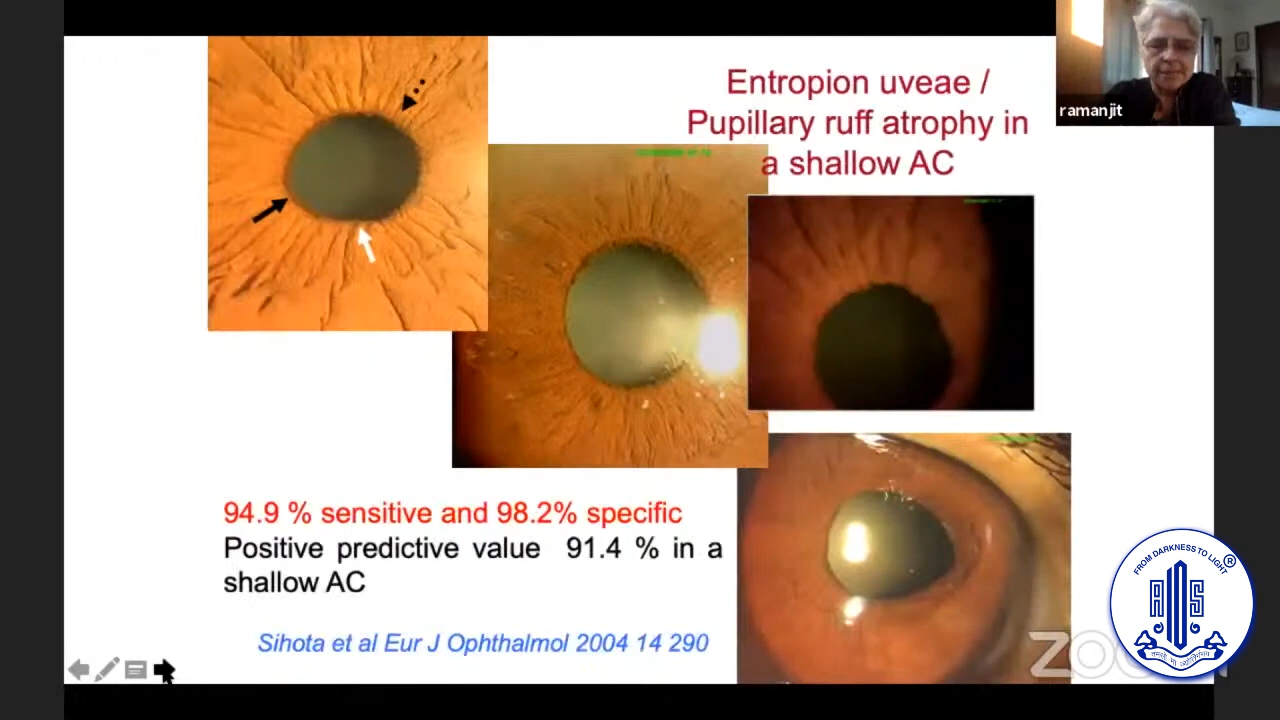 Entropion uveae /
Pupillary ruff atrophy in
a shallow AC
ramanjit
94.9 % sensitive and 98.2% specific
Positive predictive value 91.4 % in a
shallow AC
Sihota et al Eur J Ophthalmol 2004 14 290
FROM DARKNESS TO LIGHT
®
AIOS